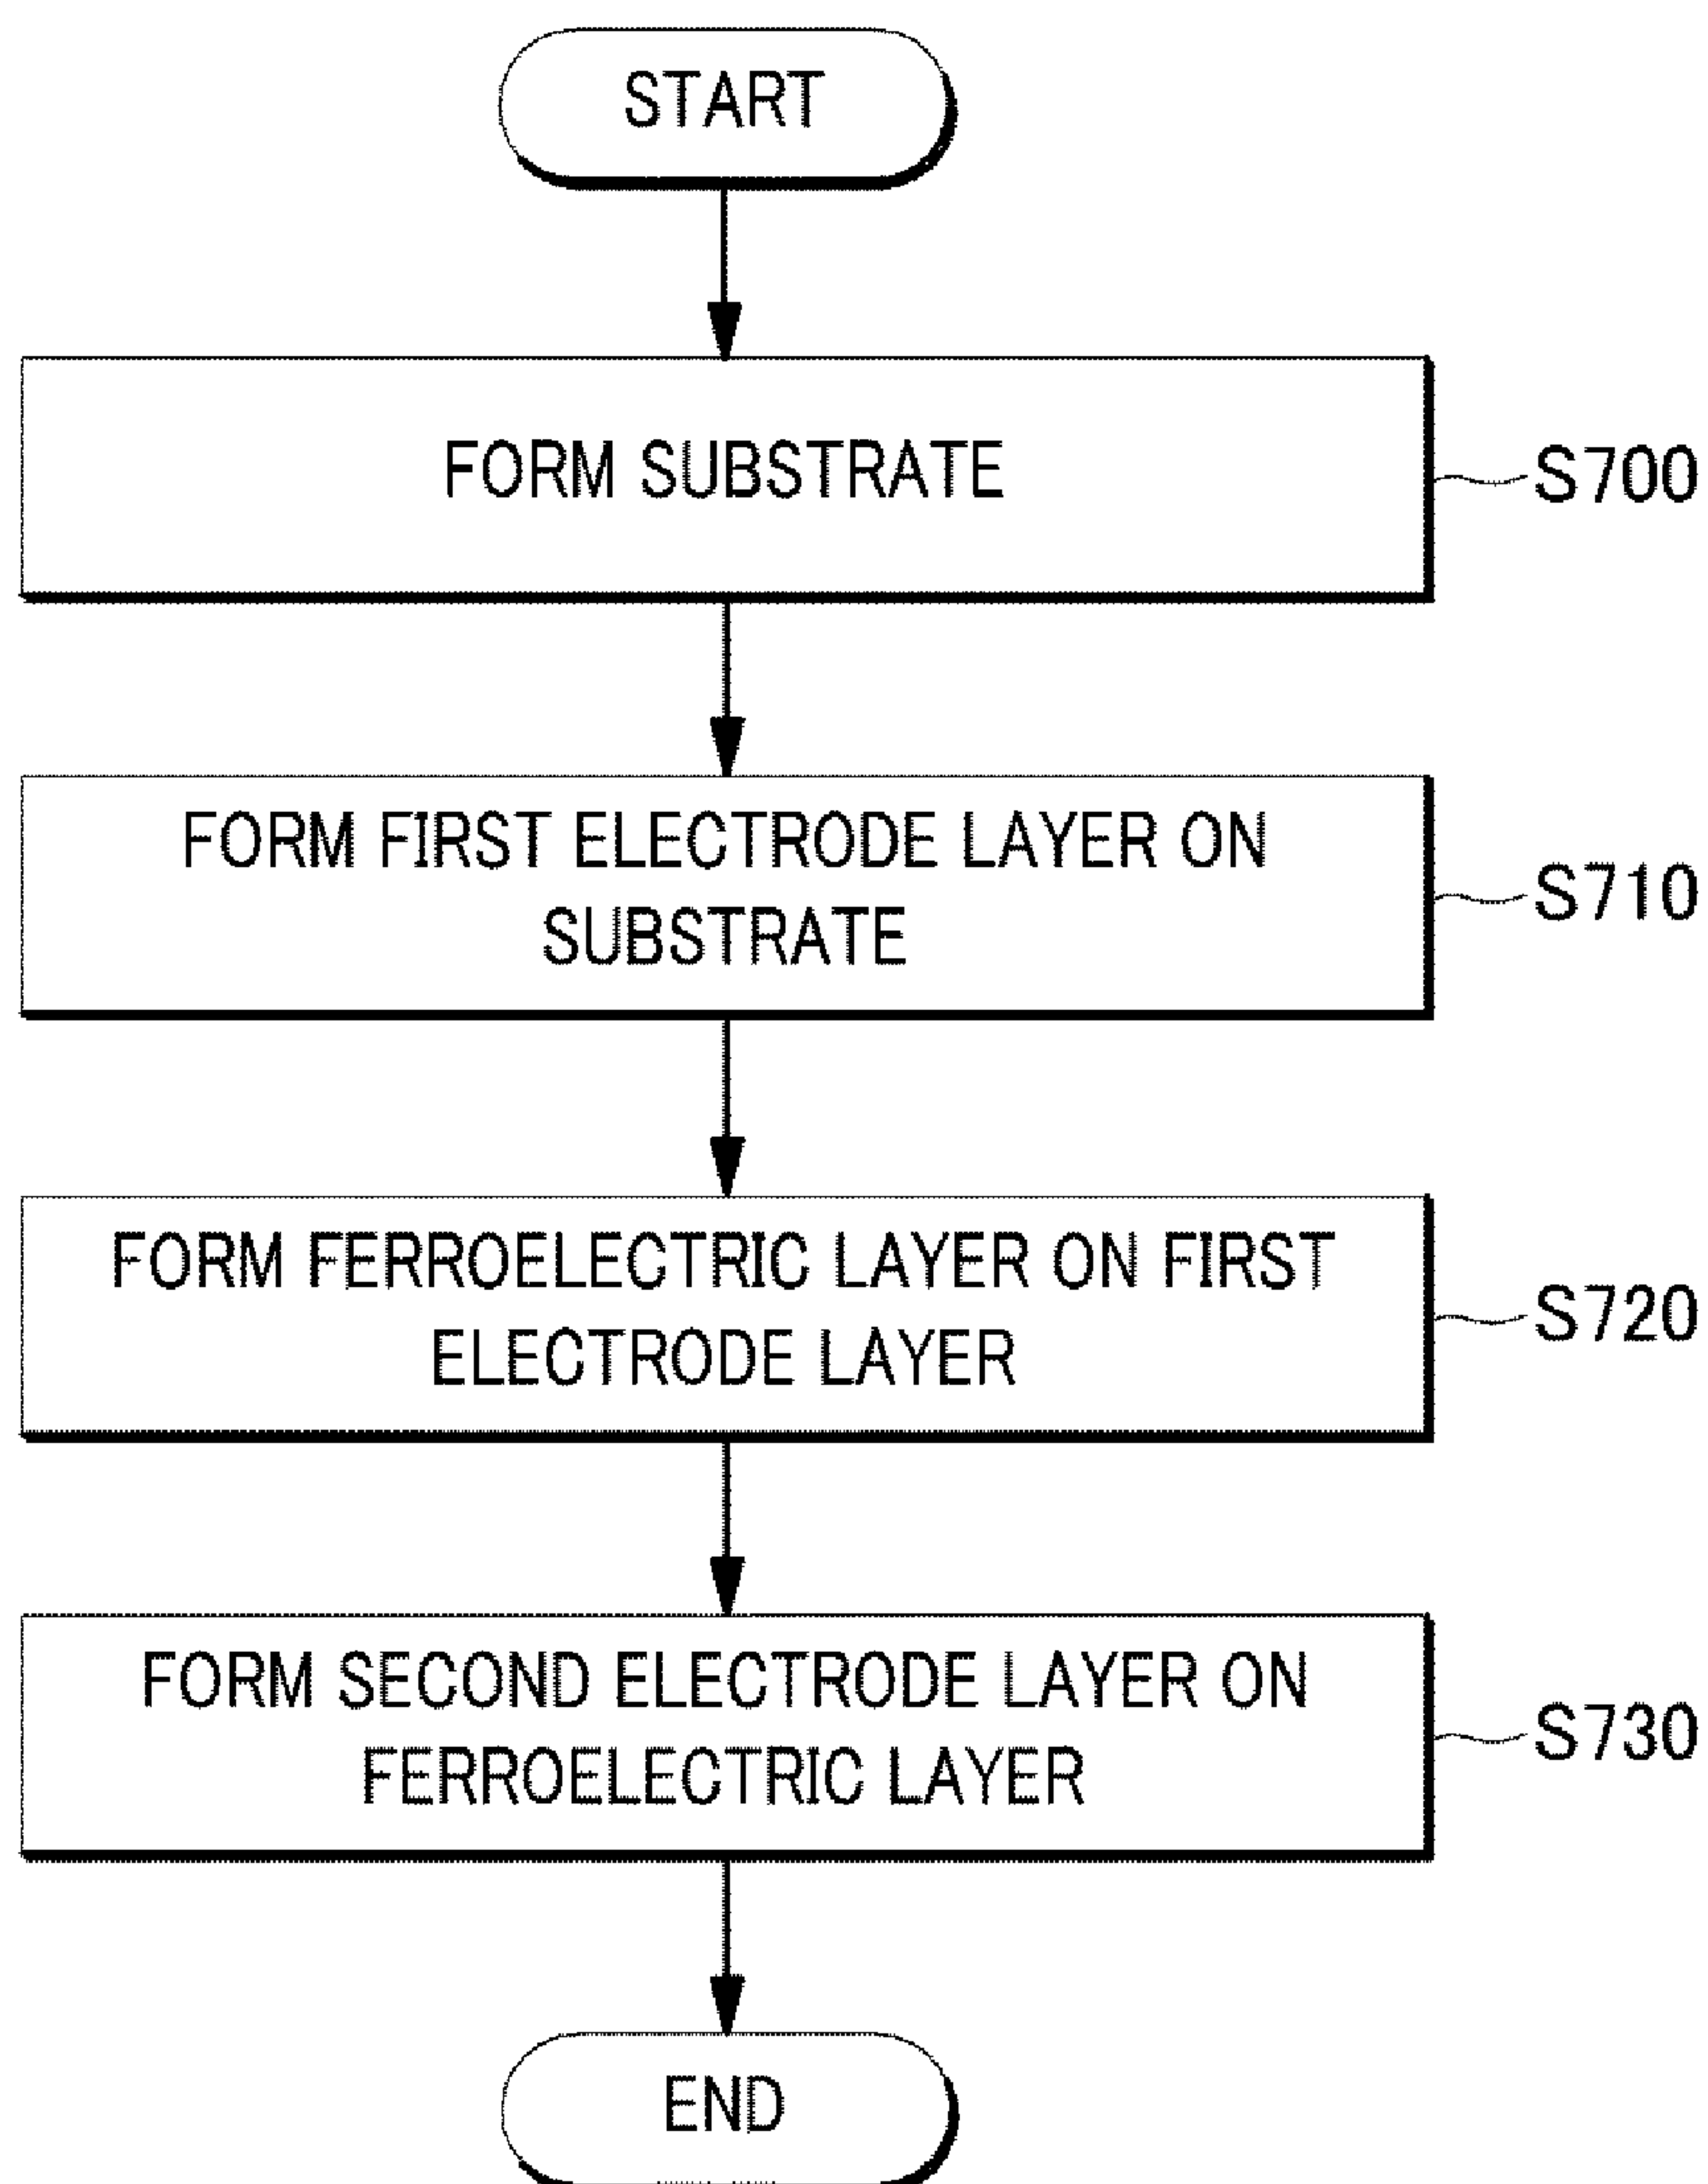 START
FORM SUBSTRATE
S700
FORM FIRST ELECTRODE LAYER ON
SUBSTRATE
S710
FORM FERROELECTRIC LAYER ON FIRST
ELECTRODE LAYER
S720
FORM SECOND ELECTRODE LAYER ON
FERROELECTRIC LAYER
S730
END